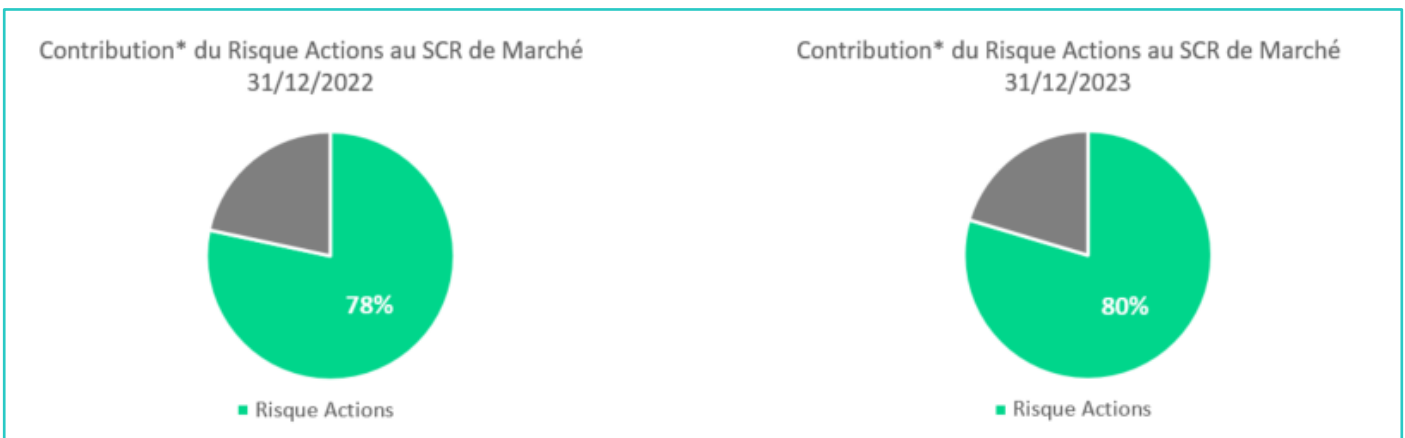 Contribution* du Risque Actions au SCR de Marché
31/12/2022
78%
Risque Actions
Contribution* du Risque Actions au SCR de Marché
31/12/2023
80%
Risque Actions